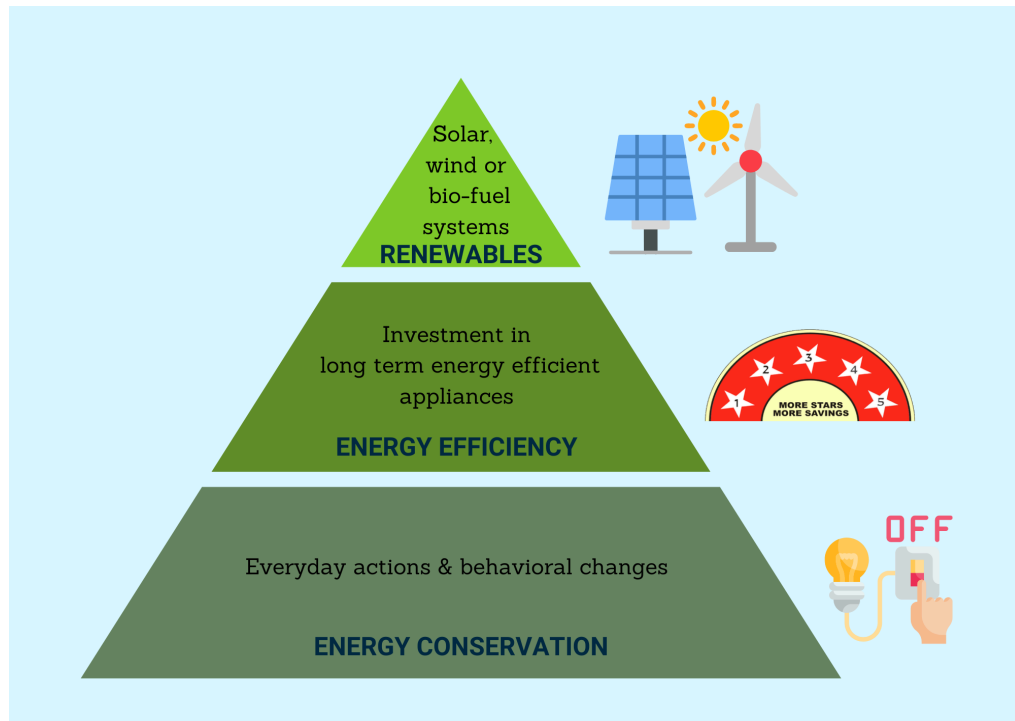 Solar,
wind or
bio-fuel
systems
RENEWABLES
Investment in
long term energy efficient
appliances
ENERGY EFFICIENCY
1
2
3
4
5
MORE STARS
MORE SAVINGS
Everyday actions & behavioral changes
ENERGY CONSERVATION
OFF